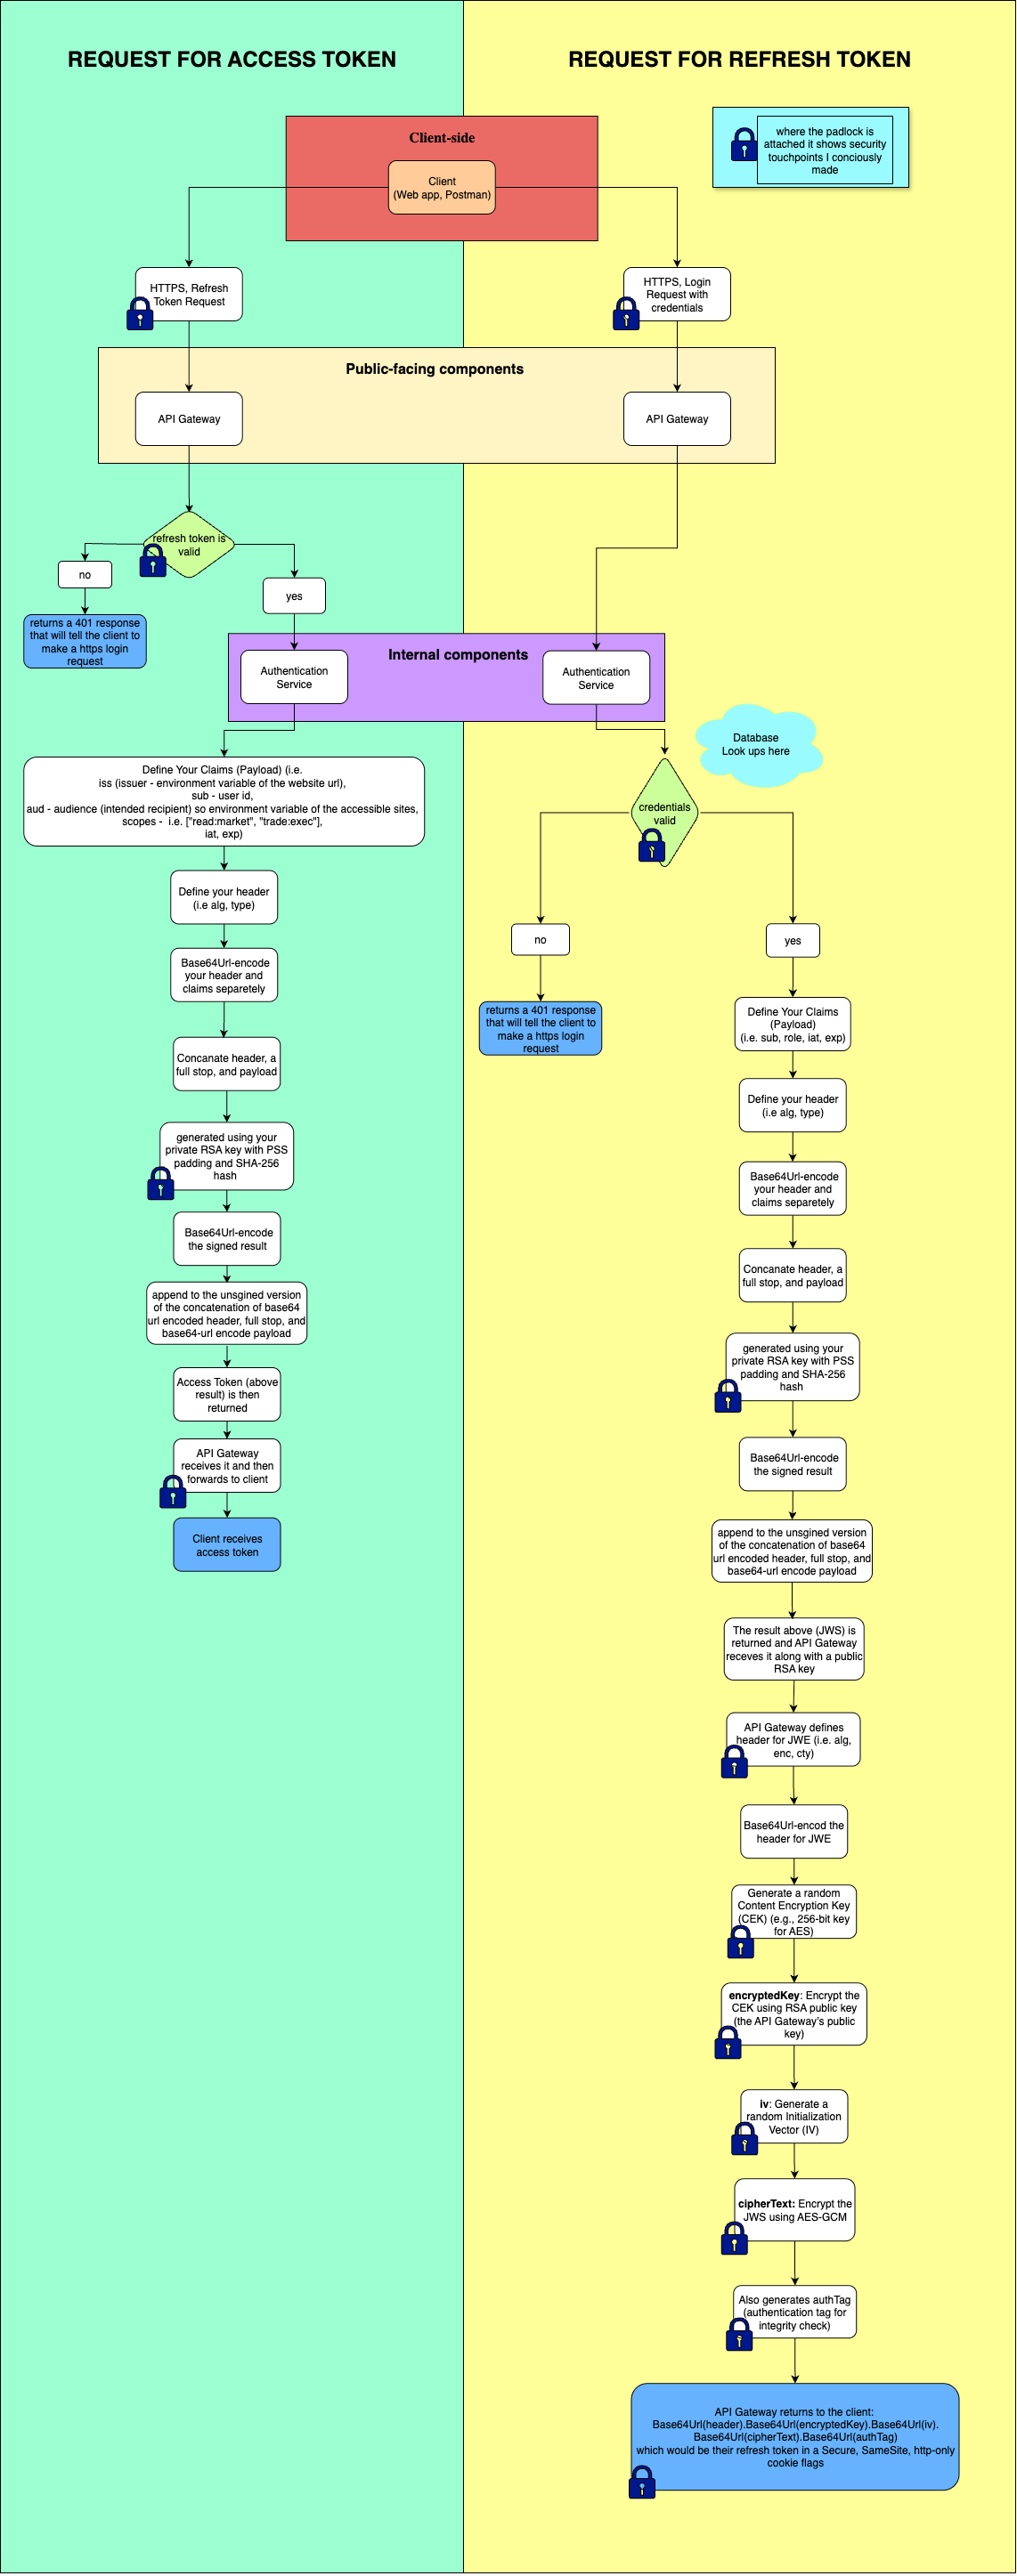 REQUEST FOR ACCESS TOKEN
REQUEST FOR REFRESH TOKEN
where the padlock is
attached it shows security
touchpoints I conciously
made
Client-side
Client
(Web app, Postman)
HTTPS, Refresh
Token Request
HTTPS, Login
Request with
credentials
Public-facing components
API Gateway
API Gateway
refresh token is
valid
no
yes
returns a 401 response
that will tell the client to
make a https login
request
Internal components
Authentication
Service
Authentication
Service
Database
Look ups here
Define Your Claims (Payload) (i.e.
iss (issuer - environment variable of the website url),
sub - user id,
aud - audience (intended recipient) so environment variable of the accessible sites,
scopes - i.e. ["read:market", "trade:exec"],
iat, exp)
Define your header
(i.e alg, type)
Base64Url-encode
your header and
claims separetely
Concanate header, a
full stop, and payload
generated using your
private RSA key with PSS
padding and SHA-256
hash
Base64Url-encode
the signed result
append to the unsgined version
of the concatenation of base64
url encoded header, full stop, and
base64-url encode payload
Access Token (above
result) is then
returned
API Gateway
receives it and then
forwards to client
Client receives
access token
credentials
valid
no
yes
returns a 401 response
that will tell the client to
make a https login
request
Define Your Claims
(Payload)
(i.e. sub, role, iat, exp)
Define your header
(i.e alg, type)
Base64Url-encode
your header and
claims separetely
Concanate header, a
full stop, and payload
generated using your
private RSA key with PSS
padding and SHA-256
hash
Base64Url-encode
the signed result
append to the unsgined version
of the concatenation of base64
url encoded header, full stop, and
base64-url encode payload
The result above (JWS) is
returned and API Gateway
receves it along with a public
RSA key
API Gateway defines
header for JWE (i.e. alg,
enc, cty)
Base64Url-encod the
header for JWE
Generate a random
Content Encryption Key
(CEK) (e.g., 256-bit key
for AES)
encryptedKey: Encrypt the
CEK using RSA public key
(the API Gateway's public
key)
iv: Generate a
random Initialization
Vector (IV)
cipherText: Encrypt the
JWS using AES-GCM
Also generates authTag
(authentication tag for
integrity check)
API Gateway returns to the client:
Base64Url(header).Base64Url(encryptedKey).Base64Url(iv).
Base64Url(cipherText).Base64Url(authTag)
which would be their refresh token in a Secure, SameSite, http-only
cookie flags